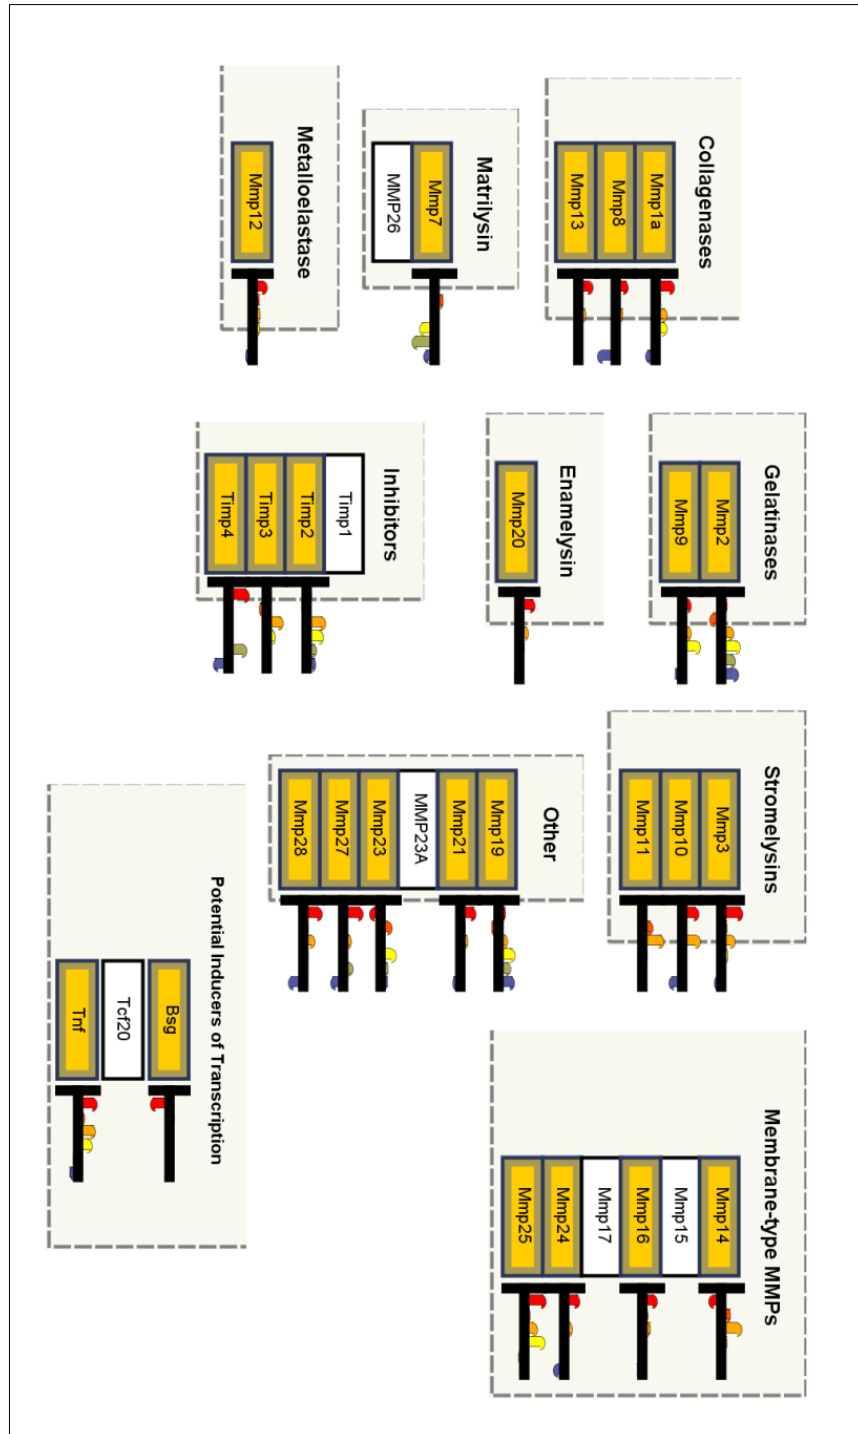 Collagenases
Mmp1a
Mmp8
Mmp13
Gelatinases
Mmp2
Mmp9
Stromelysins
Mmp3
Mmp10
Mmp11
Membrane-type MMPs
Mmp14
Mmp15
Mmp16
Mmp17
Mmp24
Mmp25
Matrilysin
Mmp7
MMP26
Enamelysin
Mmp20
Other
Mmp19
Mmp21
MMP23A
Mmp23
Mmp27
Mmp28
Metalloelastase
Mmp12
Inhibitors
Timp1
Timp2
Timp3
Timp4
Potential Inducers of Transcription
Bsg
Tcf20
Tnf